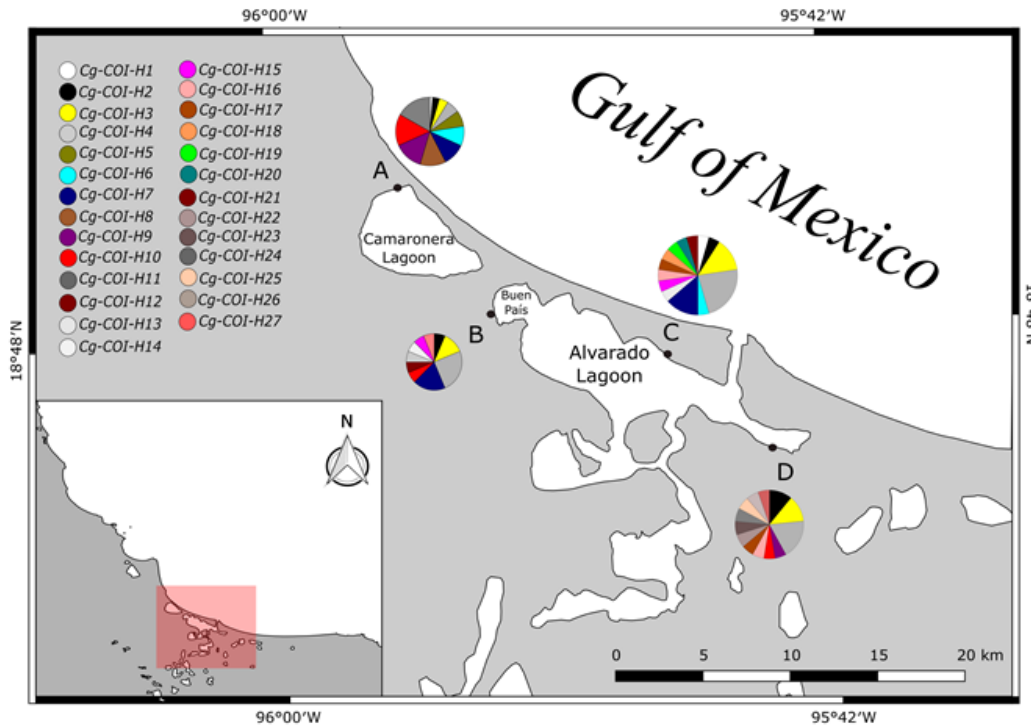 96°00′W
95°42′W
Cg-COI-H1
Cg-COI-H2
Cg-COI-H3
Cg-COI-H4
Cg-COI-H5
Cg-COI-H6
Cg-COI-H7
Cg-COI-H8
Cg-COI-H9
Cg-COI-H10
Cg-COI-H11
Cg-COI-H12
Cg-COI-H13
Cg-COI-H14
Cg-COI-H15
Cg-COI-H16
Cg-COI-H17
Cg-COI-H18
Cg-COI-H19
Cg-COI-H20
Cg-COI-H21
Cg-COI-H22
Cg-COI-H23
Cg-COI-H24
Cg-COI-H25
Cg-COI-H26
Cg-COI-H27
Gulf of Mexico
A
Camaronera
Lagoon
Buen
País
B
C
Alvarado
Lagoon
D
18°48′N
N
0 5 10 15 20 km
96°00′W
95°42′W